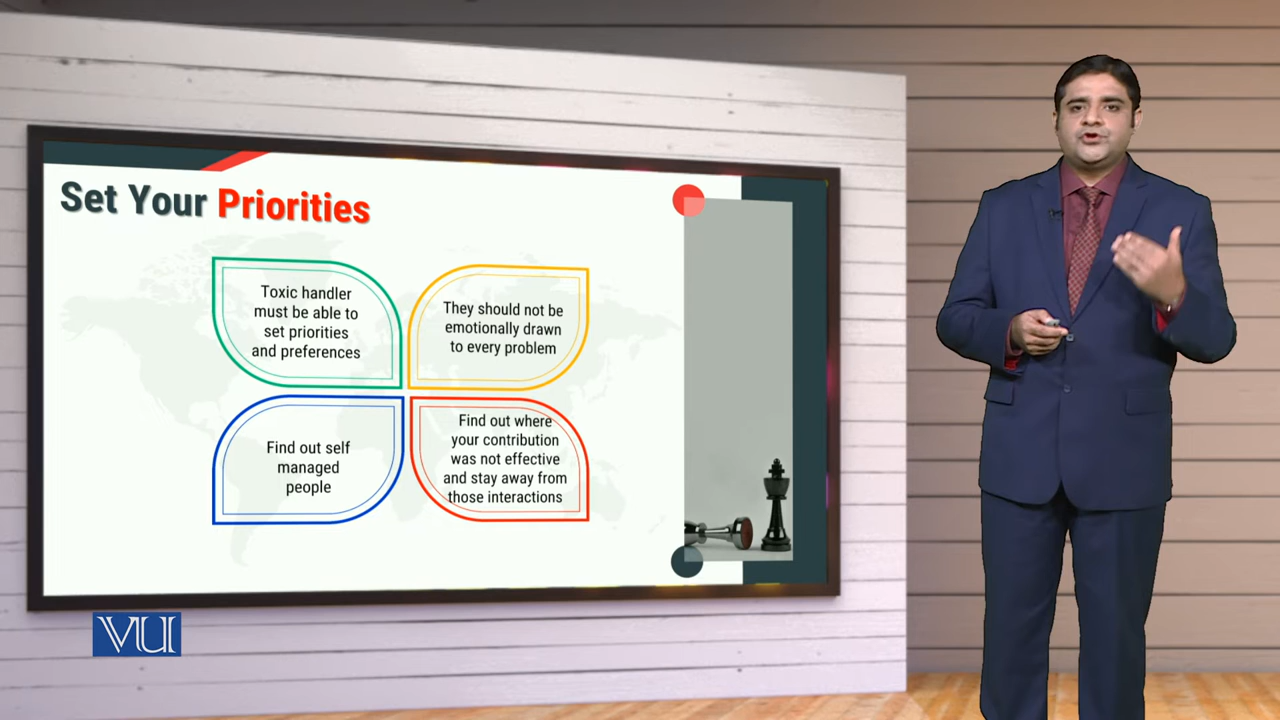 Set Your Priorities
Toxic handler
must be able to
set priorities
and preferences
They should not be
emotionally drawn
to every problem
Find out self
managed
people
Find out where
your contribution
was not effective
and stay away from
those interactions
VU